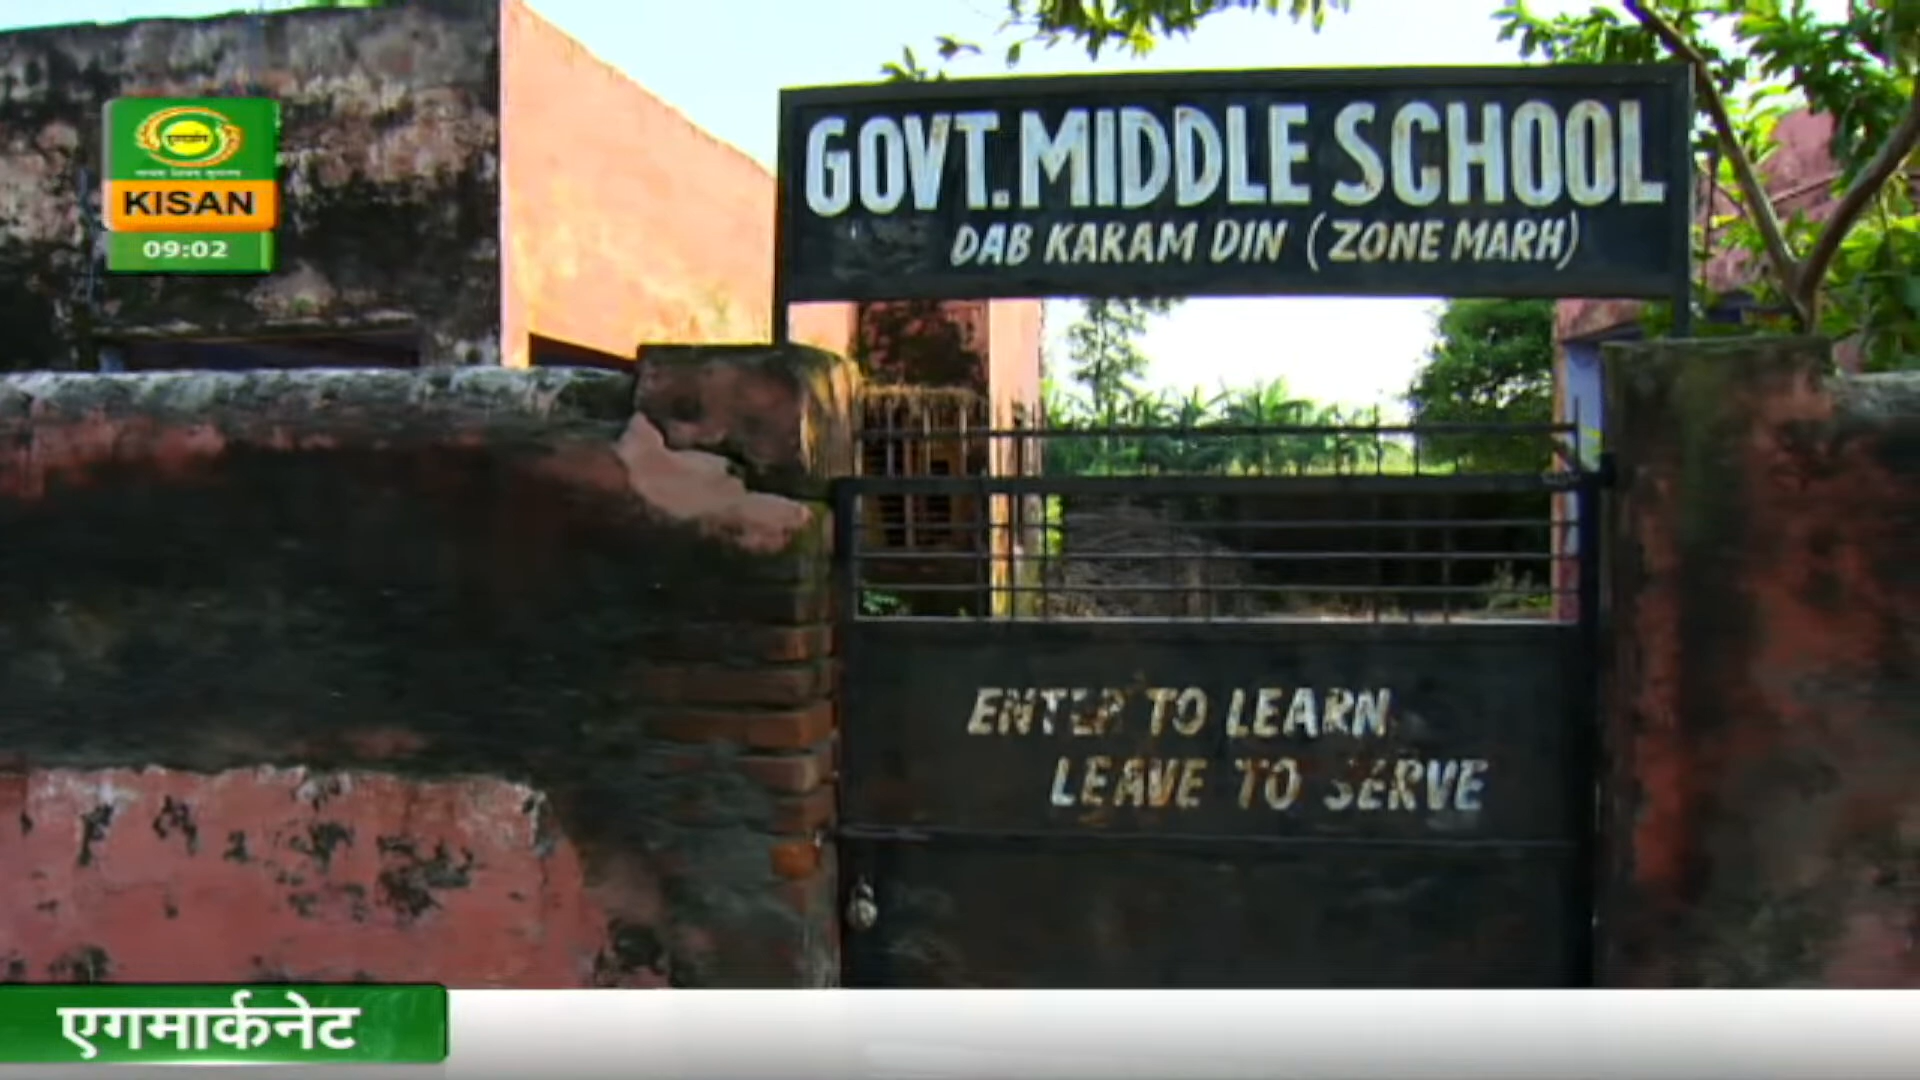 KISAN
09:02
GOVT. MIDDLE SCHOOL
DAB KARAM DIN (ZONE MARH)
ENTER TO LEARN
LEAVE TO SERVE
एगमार्कनेट